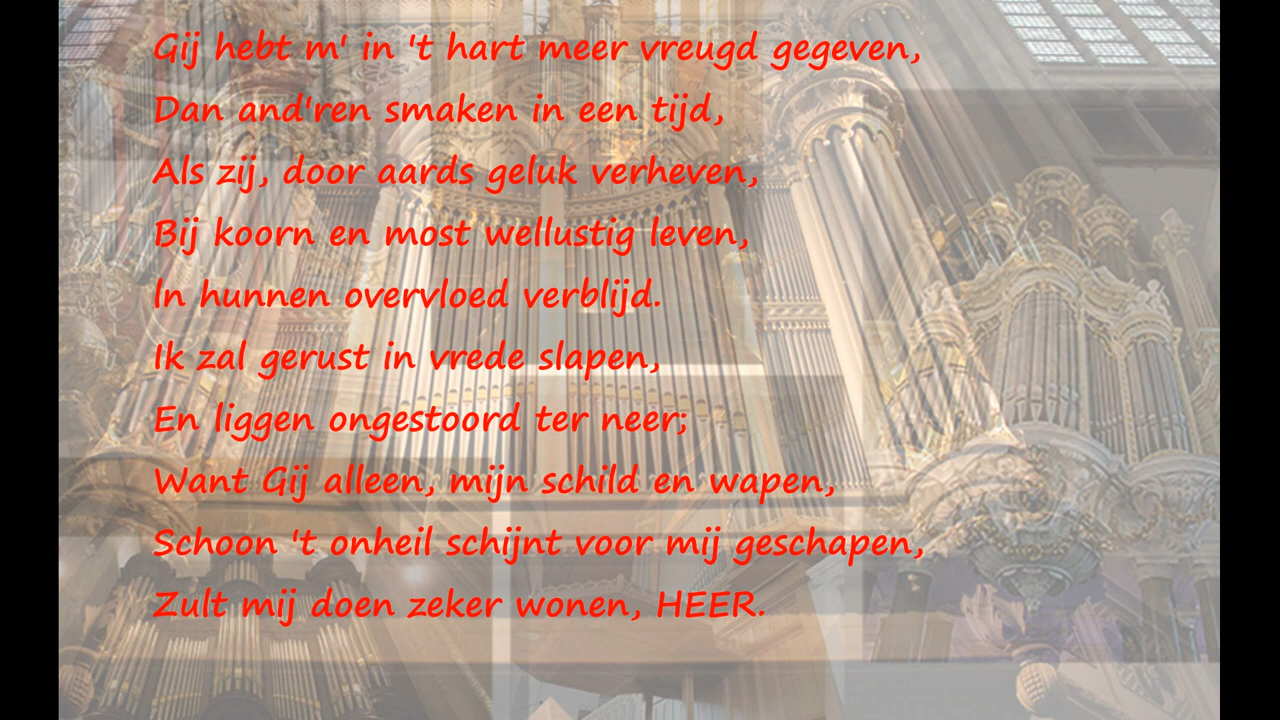 Gij hebt m' in 't hart meer vreugd gegeven,
Dan and'ren smaken in een tijd,
Als zij, door aards geluk verheven,
Bij koorn en most wellustig leven,
In hunnen overvloed verblijd.
Ik zal gerust in vrede slapen,
En liggen ongestoord ter neer;
Want Gij alleen, mijn schild en wapen,
Schoon 't onheil schijnt voor mij geschapen,
Zult mij doen zeker wonen, HEER.